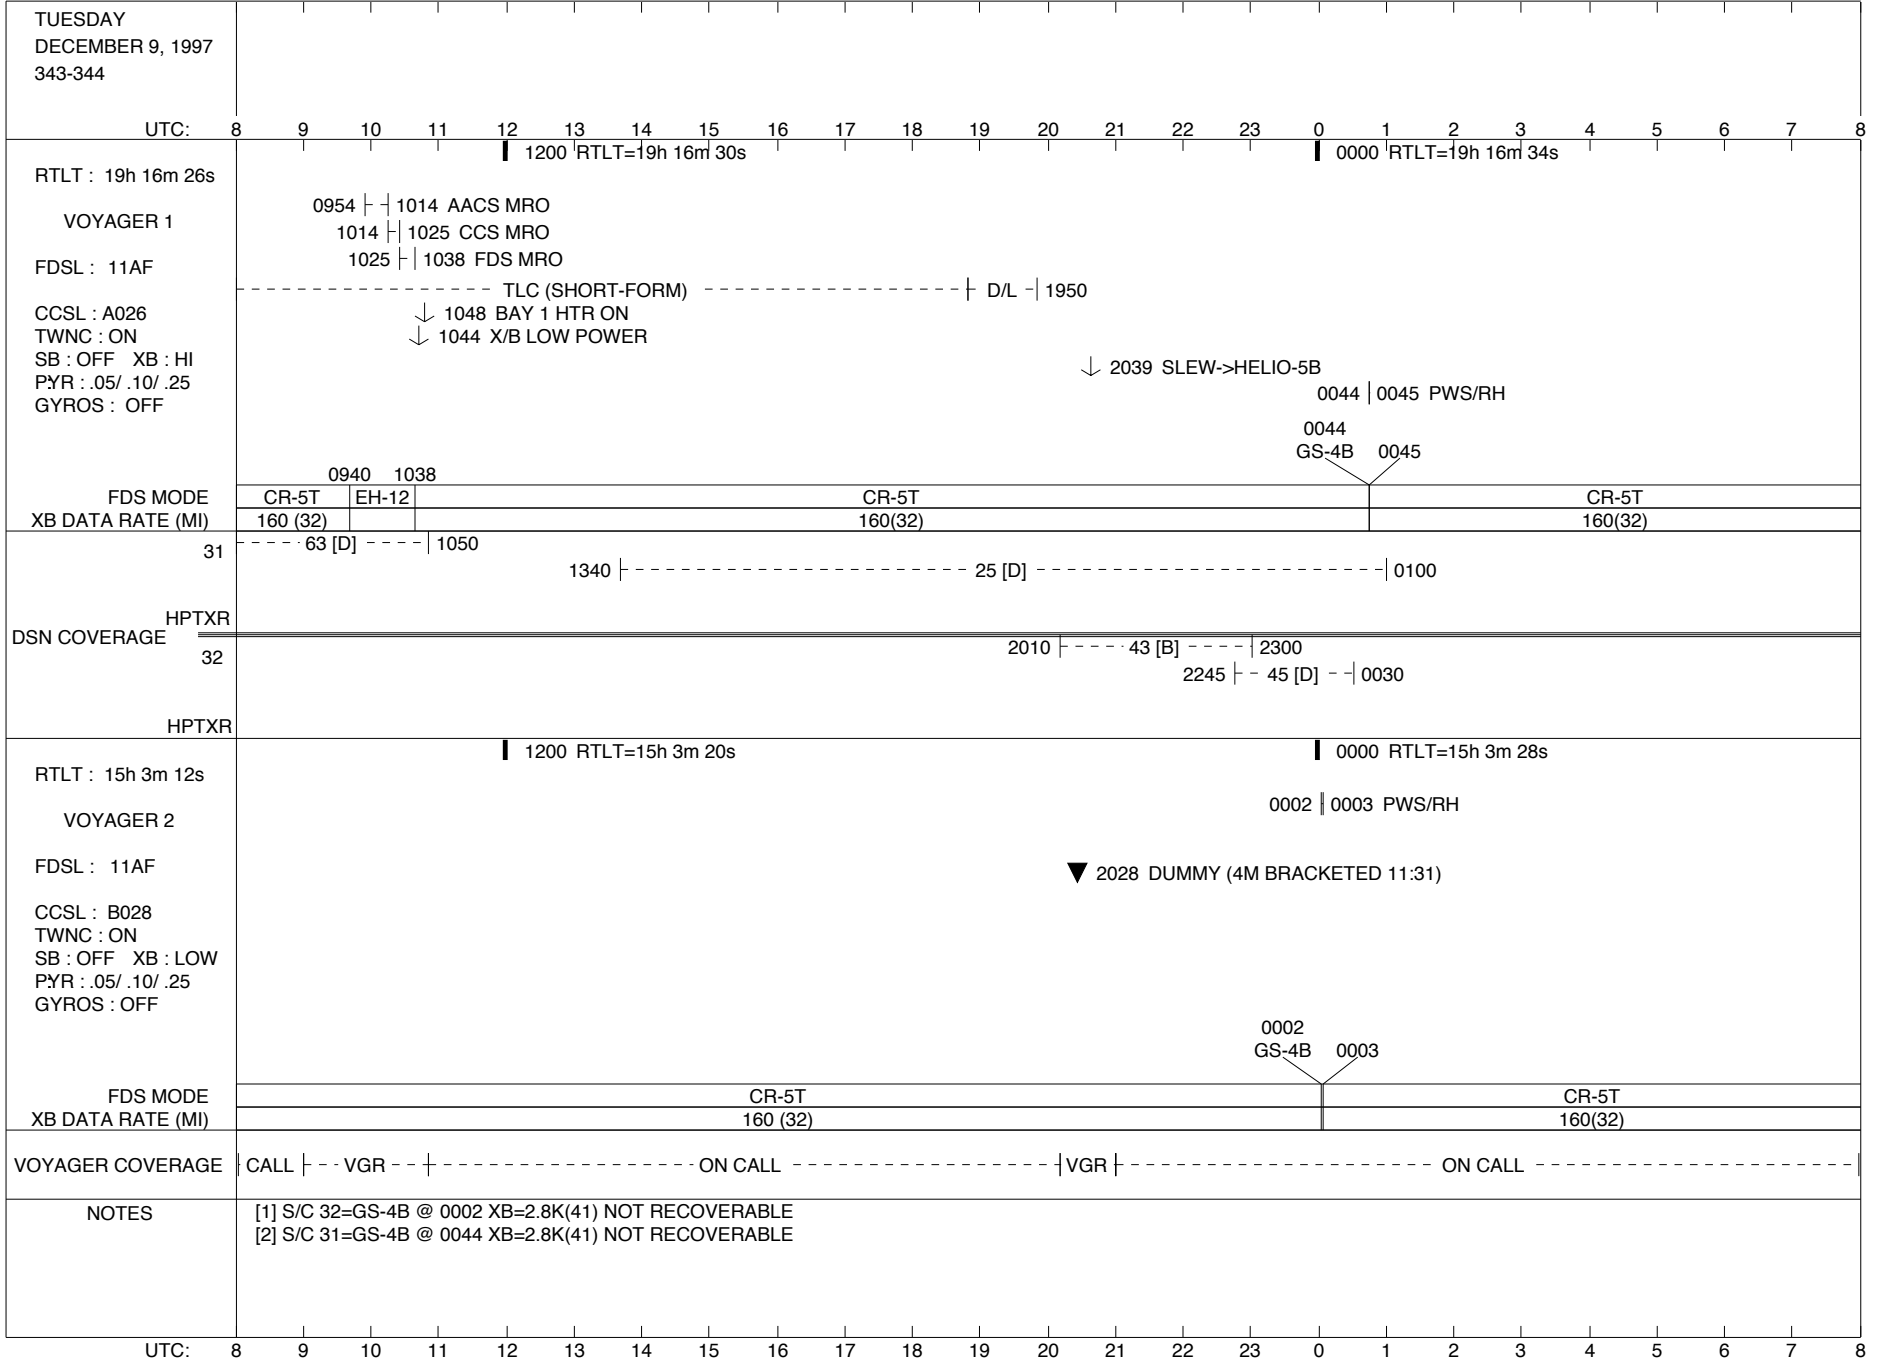 TUESDAY
DECEMBER 9, 1997
343-344
UTC: 8 9 10 11 12 13 14 15 16 17 18 19 20 21 22 23 0 1 2 3 4 5 6 7 8
1200 RTLT=19h 16m 30s 0000 RTLT=19h 16m 34s
RTLT : 19h 16m 26s
0954 1014 AACS MRO
VOYAGER 1
1014 1025 CCS MRO
1025 1038 FDS MRO
FDSL : 11AF
TLC (SHORT-FORM) D/L 1950
CCSL : A026
1048 BAY 1 HTR ON
TWNC : ON
1044 X/B LOW POWER
SB : OFF XB : HI
2039 SLEW->HELIO-5B
P:YR : .05/ .10/ .25
0044 0045 PWS/RH
GYROS : OFF
0044
GS-4B 0045
0940 1038
FDS MODE CR-5T EH-12 CR-5T CR-5T
XB DATA RATE (MI) 160 (32) 160(32) 160(32)
31 63 [D] 1050
1340 25 [D] 0100
HPTXR
DSN COVERAGE
2010 43 [B] 2300
32
2245 45 [D] 0030
HPTXR
1200 RTLT=15h 3m 20s 0000 RTLT=15h 3m 28s
RTLT : 15h 3m 12s
0002 0003 PWS/RH
VOYAGER 2
FDSL : 11AF
2028 DUMMY (4M BRACKETED 11:31)
CCSL : B028
TWNC : ON
SB : OFF XB : LOW
P:YR : .05/ .10/ .25
GYROS : OFF
0002
GS-4B 0003
FDS MODE CR-5T CR-5T
XB DATA RATE (MI) 160 (32) 160(32)
VOYAGER COVERAGE CALL VGR ON CALL VGR ON CALL
NOTES
[1] S/C 32=GS-4B @ 0002 XB=2.8K(41) NOT RECOVERABLE
[2] S/C 31=GS-4B @ 0044 XB=2.8K(41) NOT RECOVERABLE
UTC: 8 9 10 11 12 13 14 15 16 17 18 19 20 21 22 23 0 1 2 3 4 5 6 7 8